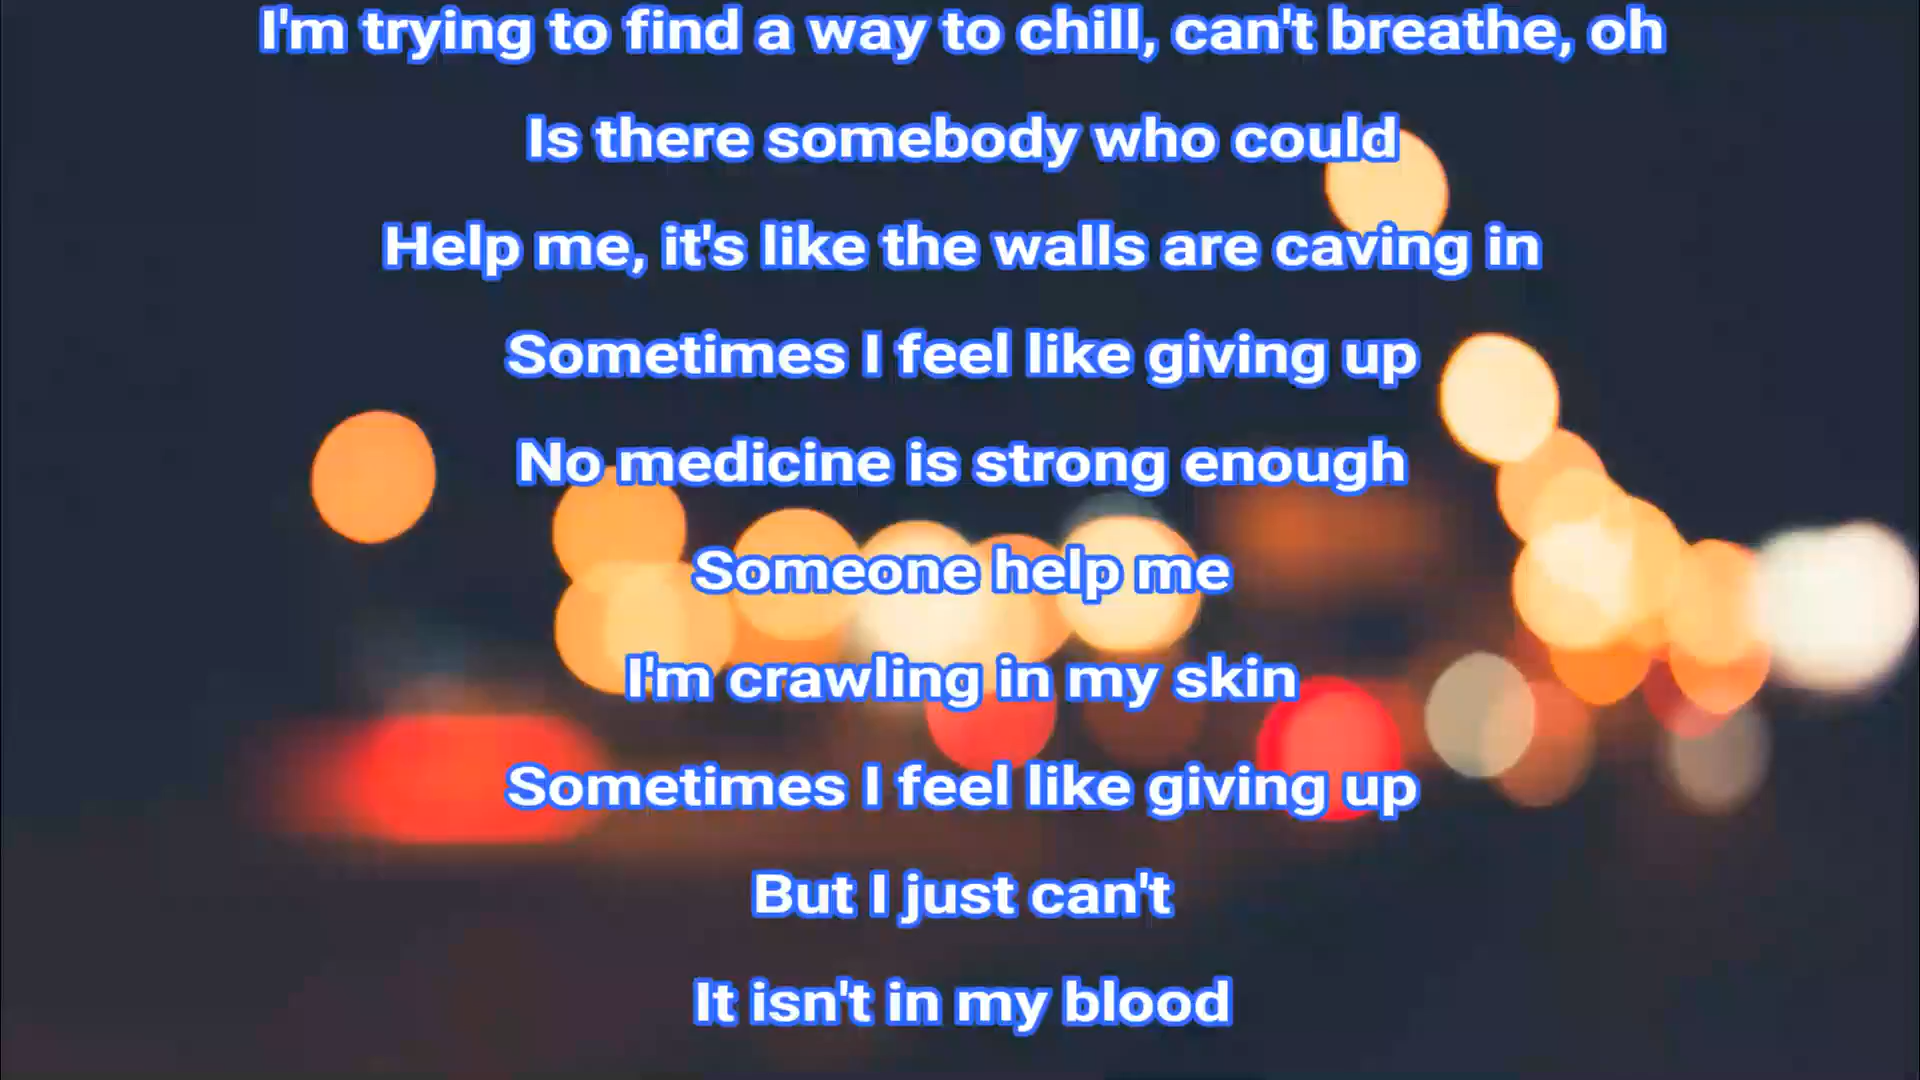 I'm trying to find a way to chill, can't breathe, oh
Is there somebody who could
Help me, it's like the walls are caving in
Sometimes I feel like giving up
No medicine is strong enough
Someone help me
I'm crawling in my skin
Sometimes I feel like giving up
But I just can't
It isn't in my blood